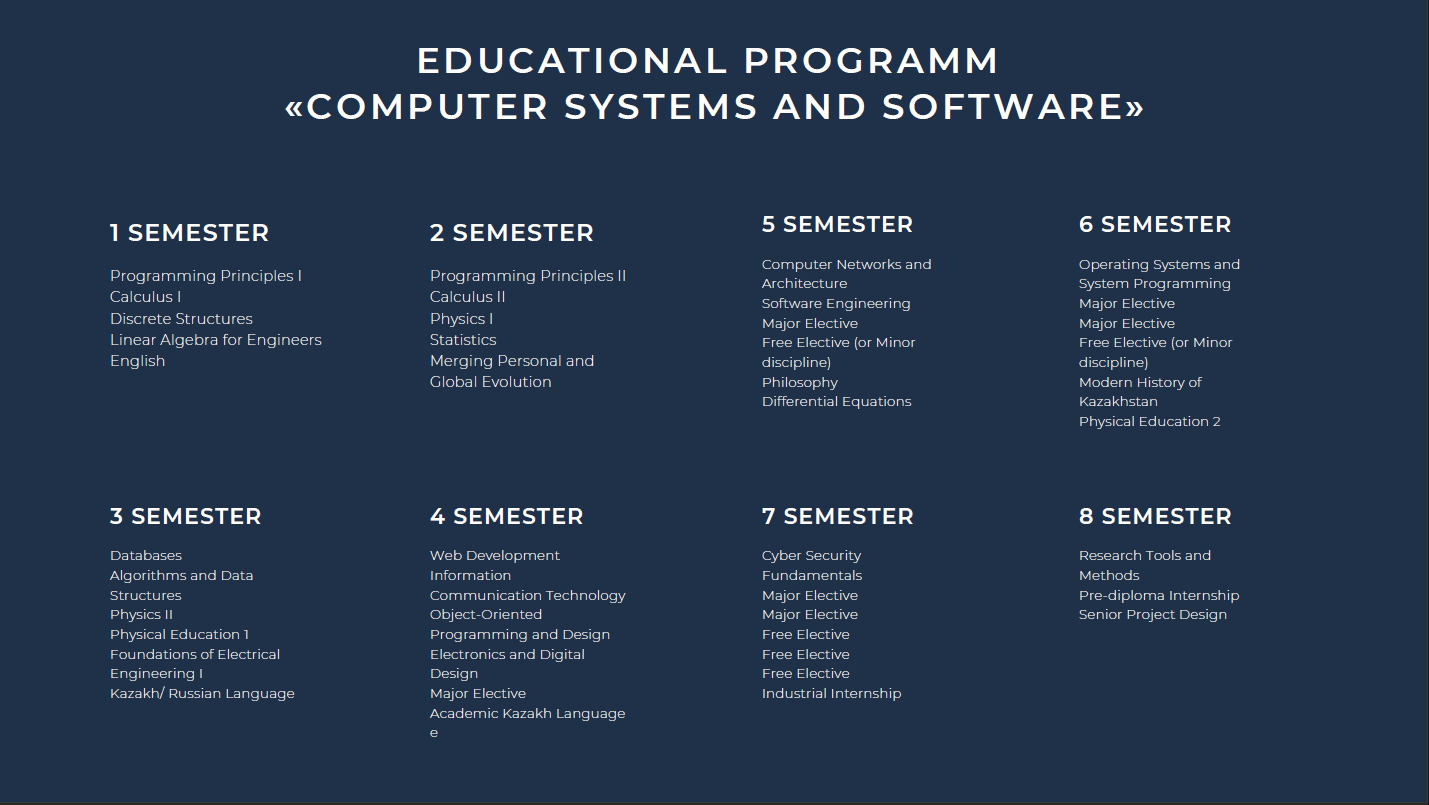 EDUCATIONAL PROGRAMM
«COMPUTER SYSTEMS AND SOFTWARE»
1 SEMESTER
Programming Principles I
Calculus I
Discrete Structures
Linear Algebra for Engineers
English
2 SEMESTER
Programming Principles II
Calculus II
Physics I
Statistics
Merging Personal and
Global Evolution
3 SEMESTER
Databases
Algorithms and Data
Structures
Physics II
Physical Education 1
Foundations of Electrical
Engineering I
Kazakh/ Russian Language
4 SEMESTER
Web Development
Information
Communication Technology
Object-Oriented
Programming and Design
Electronics and Digital
Design
Major Elective
Academic Kazakh Language
e
5 SEMESTER
Computer Networks and
Architecture
Software Engineering
Major Elective
Free Elective (or Minor
discipline)
Philosophy
Differential Equations
6 SEMESTER
Operating Systems and
System Programming
Major Elective
Major Elective
Free Elective (or Minor
discipline)
Modern History of
Kazakhstan
Physical Education 2
7 SEMESTER
Cyber Security
Fundamentals
Major Elective
Major Elective
Free Elective
Free Elective
Free Elective
Industrial Internship
8 SEMESTER
Research Tools and
Methods
Pre-diploma Internship
Senior Project Design